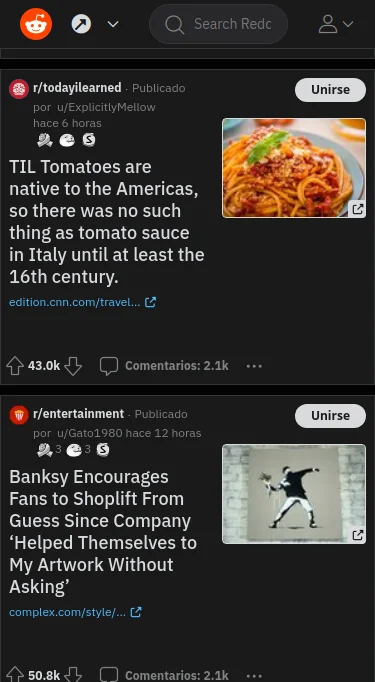 Search Redc
r/todayilearned · Publicado
Unirse
por u/ExplicitlyMellow
hace 6 horas
TIL Tomatoes are
native to the Americas,
so there was no such
thing as tomato sauce
in Italy until at least the
16th century.
edition.cnn.com/travel...
43.0k
Comentarios: 2.1k
r/entertainment · Publicado
Unirse
por u/Gato1980 hace 12 horas
3 3
Banksy Encourages
Fans to Shoplift From
Guess Since Company
‘Helped Themselves to
My Artwork Without
Asking’
complex.com/style/...
50.8k
Comentarios: 2.1k